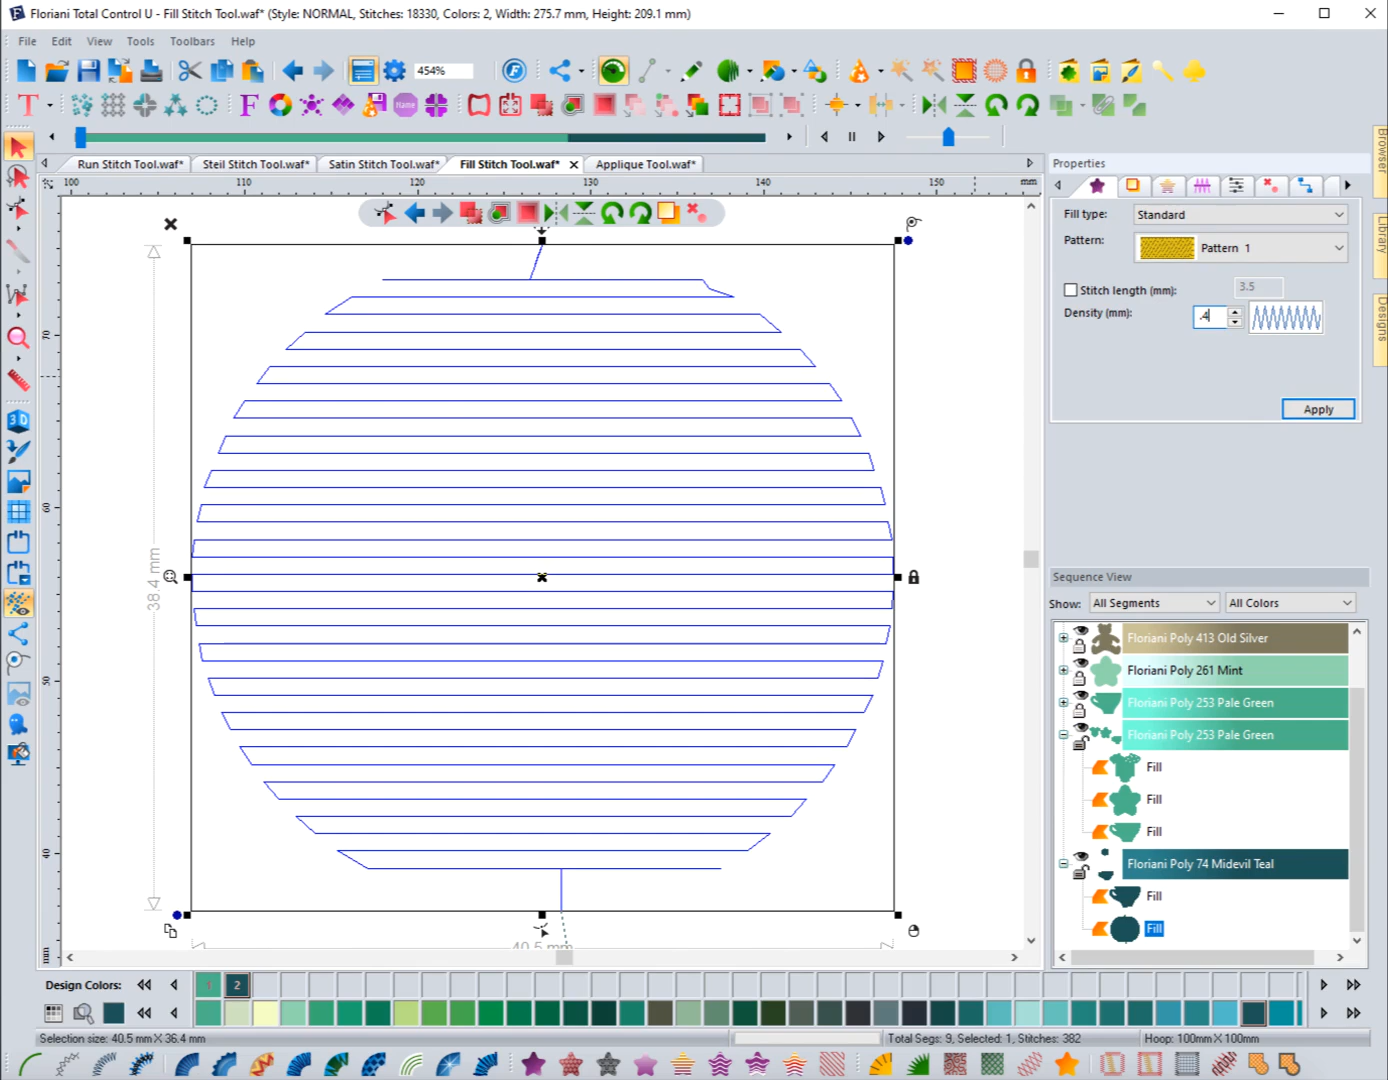 Floriani Total Control U - Fill Stitch Tool.waf* (Style: NORMAL, Stitches: 18330, Colors: 2, Width: 275.7 mm, Height: 209.1 mm)
File Edit View Tools Toolbars Help
454%
Name
Run Stitch Tool.waf* Steil Stitch Tool.waf* Satin Stitch Tool.waf* Fill Stitch Tool.waf* Applique Tool.waf*
100 110 120 130 140 150 mm
70
60
50
40
mm
38.4 mm
40.5 mm
Properties
Fill type: Standard
Pattern: Pattern 1
Stitch length (mm): 3.5
Density (mm): .4
Apply
Browser
Library
Designs
Sequence View
Show: All Segments All Colors
Floriani Poly 413 Old Silver
Floriani Poly 261 Mint
Floriani Poly 253 Pale Green
Floriani Poly 253 Pale Green
Fill
Fill
Fill
Floriani Poly 74 Midevil Teal
Fill
Fill
Design Colors: 1 2
Selection size: 40.5 mm X 36.4 mm Total Segs: 9, Selected: 1, Stitches: 382 Hoop: 100mm X 100mm